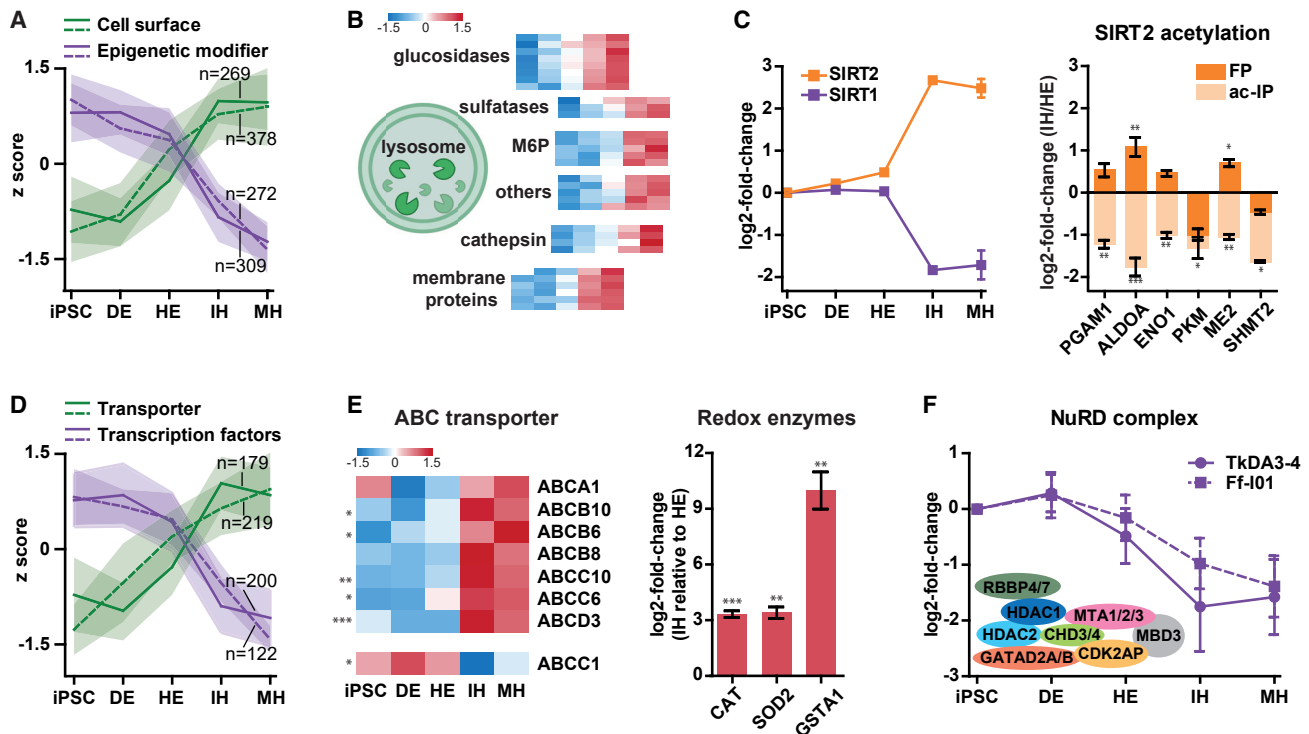 A
Cell surface
Epigenetic modifier
1.5
0
-1.5
z score
n=269
n=378
n=272
n=309
iPSC DE HE IH MH
B
-1.5 0 1.5
glucosidases
sulfatases
lysosome
M6P
others
cathepsin
membrane
proteins
C
SIRT2
SIRT1
3
2
1
0
-1
-2
log2-fold-change
iPSC DE HE IH MH
SIRT2 acetylation
FP
ac-IP
3
2
1
0
-1
-2
log2-fold-change (IH/HE)
** *** ** * ** * ** *
PGAM1 ALDOA ENO1 PKM ME2 SHMT2
D
Transporter
Transcription factors
1.5
0
-1.5
z score
n=179
n=219
n=200
n=122
iPSC DE HE IH MH
E
ABC transporter
-1.5 0 1.5
ABCA1
* ABCB10
* ABCB6
ABCB8
** ABCC10
* ABCC6
*** ABCD3
* ABCC1
iPSC DE HE IH MH
Redox enzymes
12
9
6
3
0
log2-fold-change
(IH relative to HE)
*** ** **
CAT SOD2 GSTA1
F
NuRD complex
TkDA3-4
Ff-I01
1
0
-1
-2
-3
log2-fold-change
RBBP4/7
HDAC1
MTA1/2/3
HDAC2
CHD3/4
MBD3
GATAD2A/B
CDK2AP
iPSC DE HE IH MH